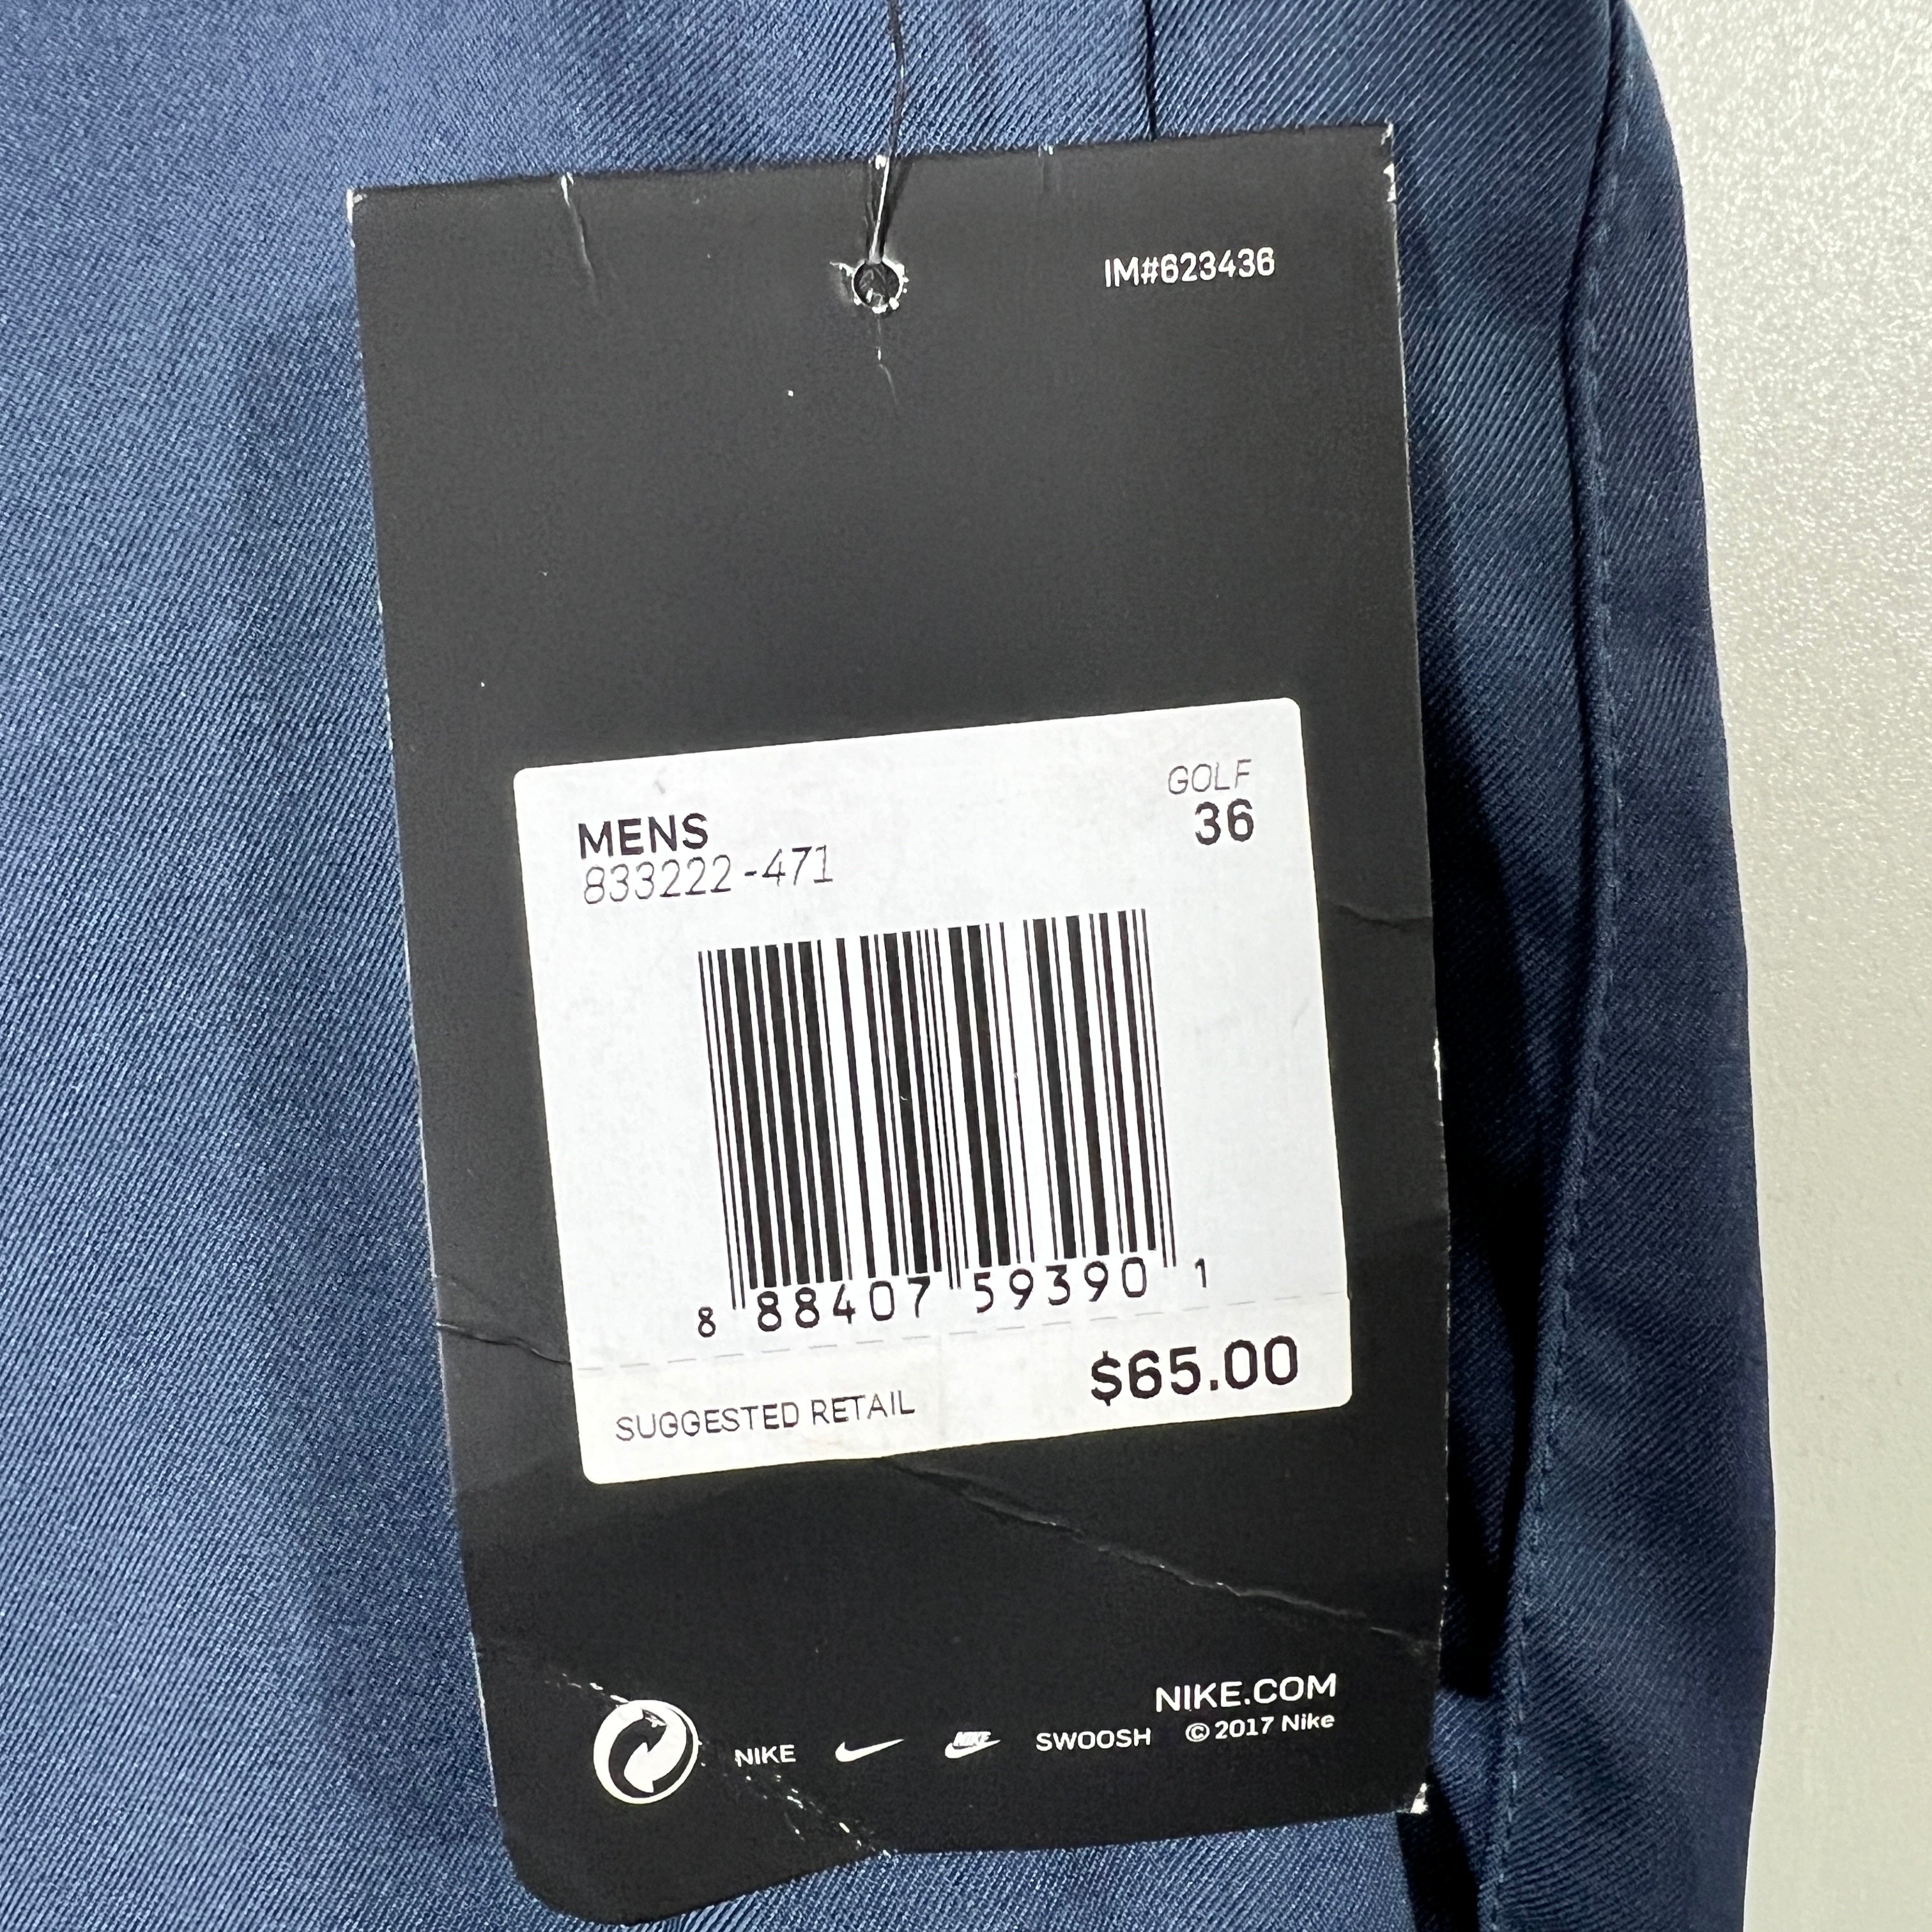 IM#623436
GOLF
MENS 36
833222-471
8 88407 59390 1
SUGGESTED RETAIL $65.00
NIKE.COM
NIKE NIKE SWOOSH © 2017 Nike